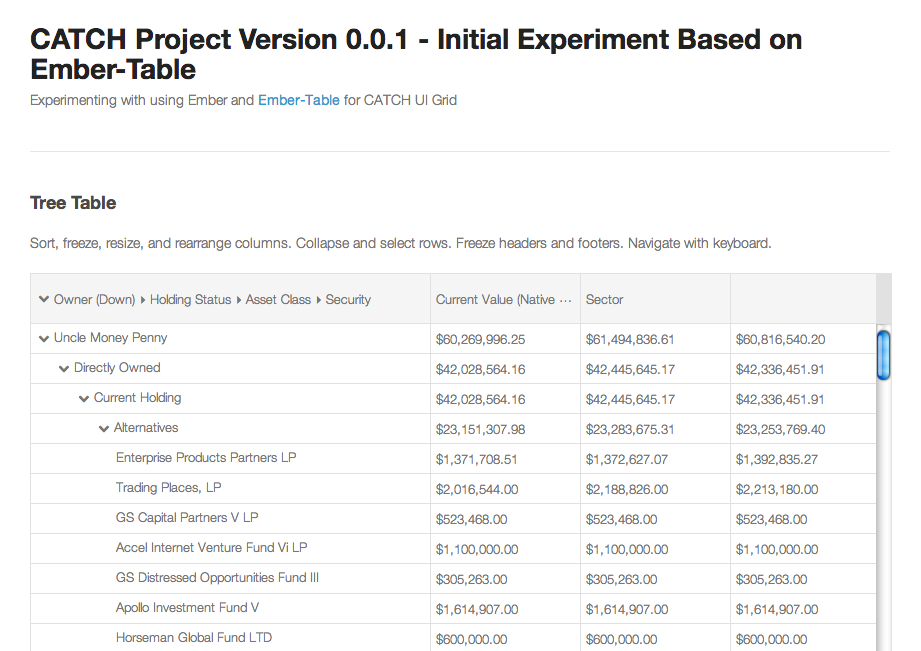 CATCH Project Version 0.0.1 - Initial Experiment Based on
Ember-Table
Experimenting with using Ember and Ember-Table for CATCH UI Grid
Tree Table
Sort, freeze, resize, and rearrange columns. Collapse and select rows. Freeze headers and footers. Navigate with keyboard.
Owner (Down) Holding Status Asset Class Security Current Value (Native ··· Sector
Uncle Money Penny $60,269,996.25 $61,494,836.61 $60,816,540.20
Directly Owned $42,028,564.16 $42,445,645.17 $42,336,451.91
Current Holding $42,028,564.16 $42,445,645.17 $42,336,451.91
Alternatives $23,151,307.98 $23,283,675.31 $23,253,769.40
Enterprise Products Partners LP $1,371,708.51 $1,372,627.07 $1,392,835.27
Trading Places, LP $2,016,544.00 $2,188,826.00 $2,213,180.00
GS Capital Partners V LP $523,468.00 $523,468.00 $523,468.00
Accel Internet Venture Fund Vi LP $1,100,000.00 $1,100,000.00 $1,100,000.00
GS Distressed Opportunities Fund III $305,263.00 $305,263.00 $305,263.00
Apollo Investment Fund V $1,614,907.00 $1,614,907.00 $1,614,907.00
Horseman Global Fund LTD $600,000.00 $600,000.00 $600,000.00